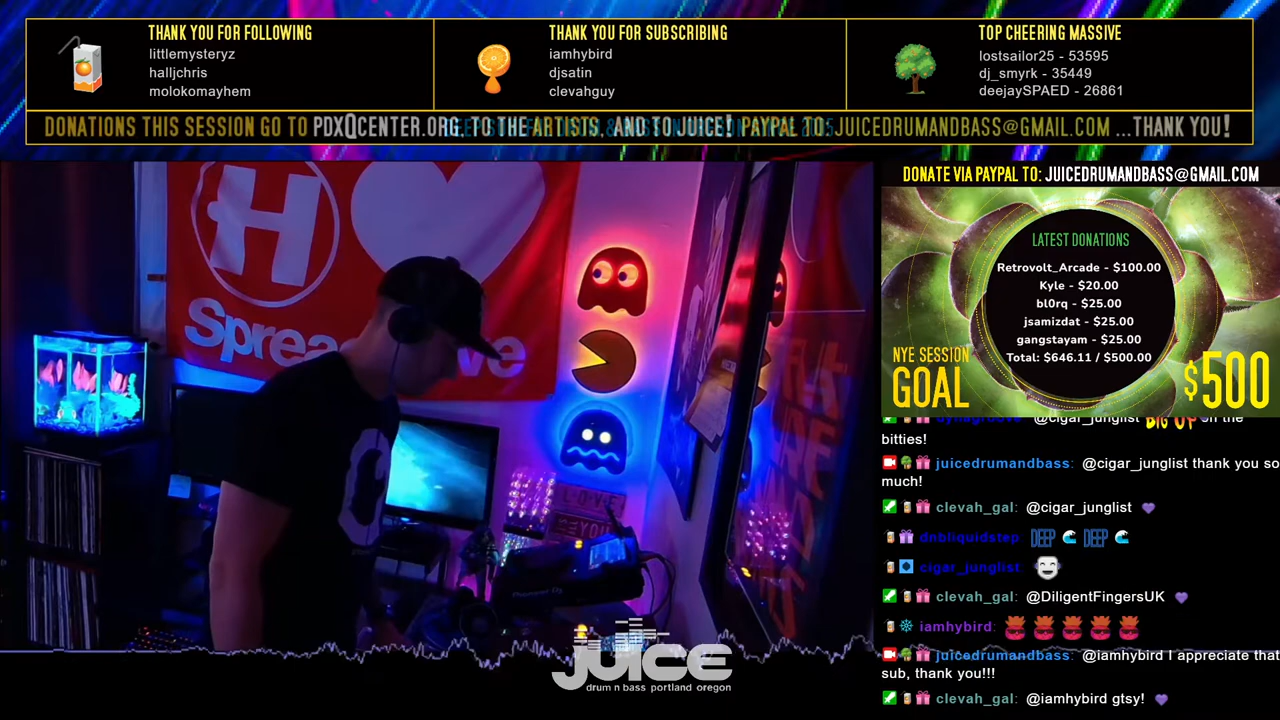 THANK YOU FOR FOLLOWING
littlemysteryz
halljchris
molokomayhem
THANK YOU FOR SUBSCRIBING
iamhybird
djsatin
clevahguy
TOP CHEERING MASSIVE
lostsailor25 - 53595
dj_smyrk - 35449
deejaySPAED - 26861
DONATIONS THIS SESSION GO TO PDXQCENTER.ORG, TO THE ARTISTS, AND TO JUICE! PAYPAL TO: JUICEDRUMANDBASS@GMAIL.COM ...THANK YOU!
DONATE VIA PAYPAL TO: JUICEDRUMANDBASS@GMAIL.COM
LATEST DONATIONS
Retrovolt_Arcade - $100.00
Kyle - $20.00
bl0rq - $25.00
jsamizdat - $25.00
gangstayam - $25.00
Total: $646.11 / $500.00
NYE SESSION
GOAL
$500
@cigar_junglist BIG UP on the
bitties!
juicedrumandbass: @cigar_junglist thank you so
much!
clevah_gal: @cigar_junglist
dnbliquidstep DEEP DEEP
cigar_junglist
clevah_gal: @DiligentFingersUK
iamhybird:
juicedrumandbass: @iamhybird I appreciate that
sub, thank you!!!
clevah_gal: @iamhybird gtsy!
H
LOVE
YOU
Pioneer DJ
JUICE
drum n bass portland oregon